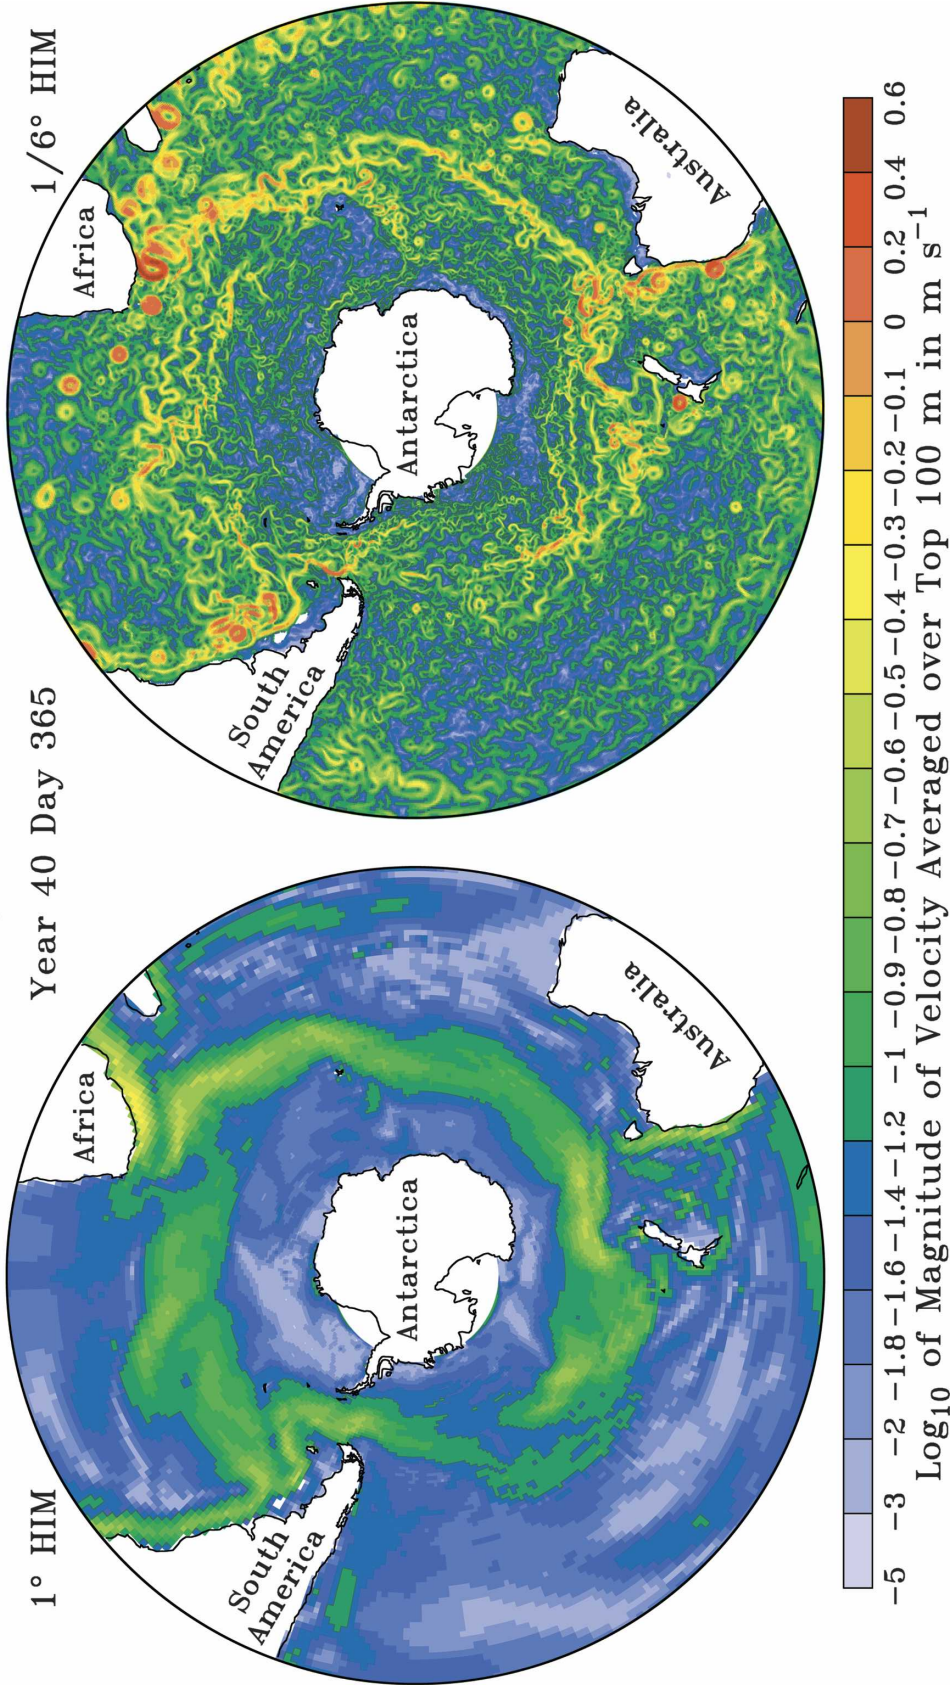 Year 40 Day 365
1° HIM
1/6° HIM
Africa
Antarctica
Australia
South
America
Africa
Antarctica
Australia
South
America
−5 −3 −2 −1.8 −1.6 −1.4 −1.2 −1 −0.9 −0.8 −0.7 −0.6 −0.5 −0.4 −0.3 −0.2 −0.1 0 0.2 0.4 0.6
Log₁₀ of Magnitude of Velocity Averaged over Top 100 m in m s⁻¹